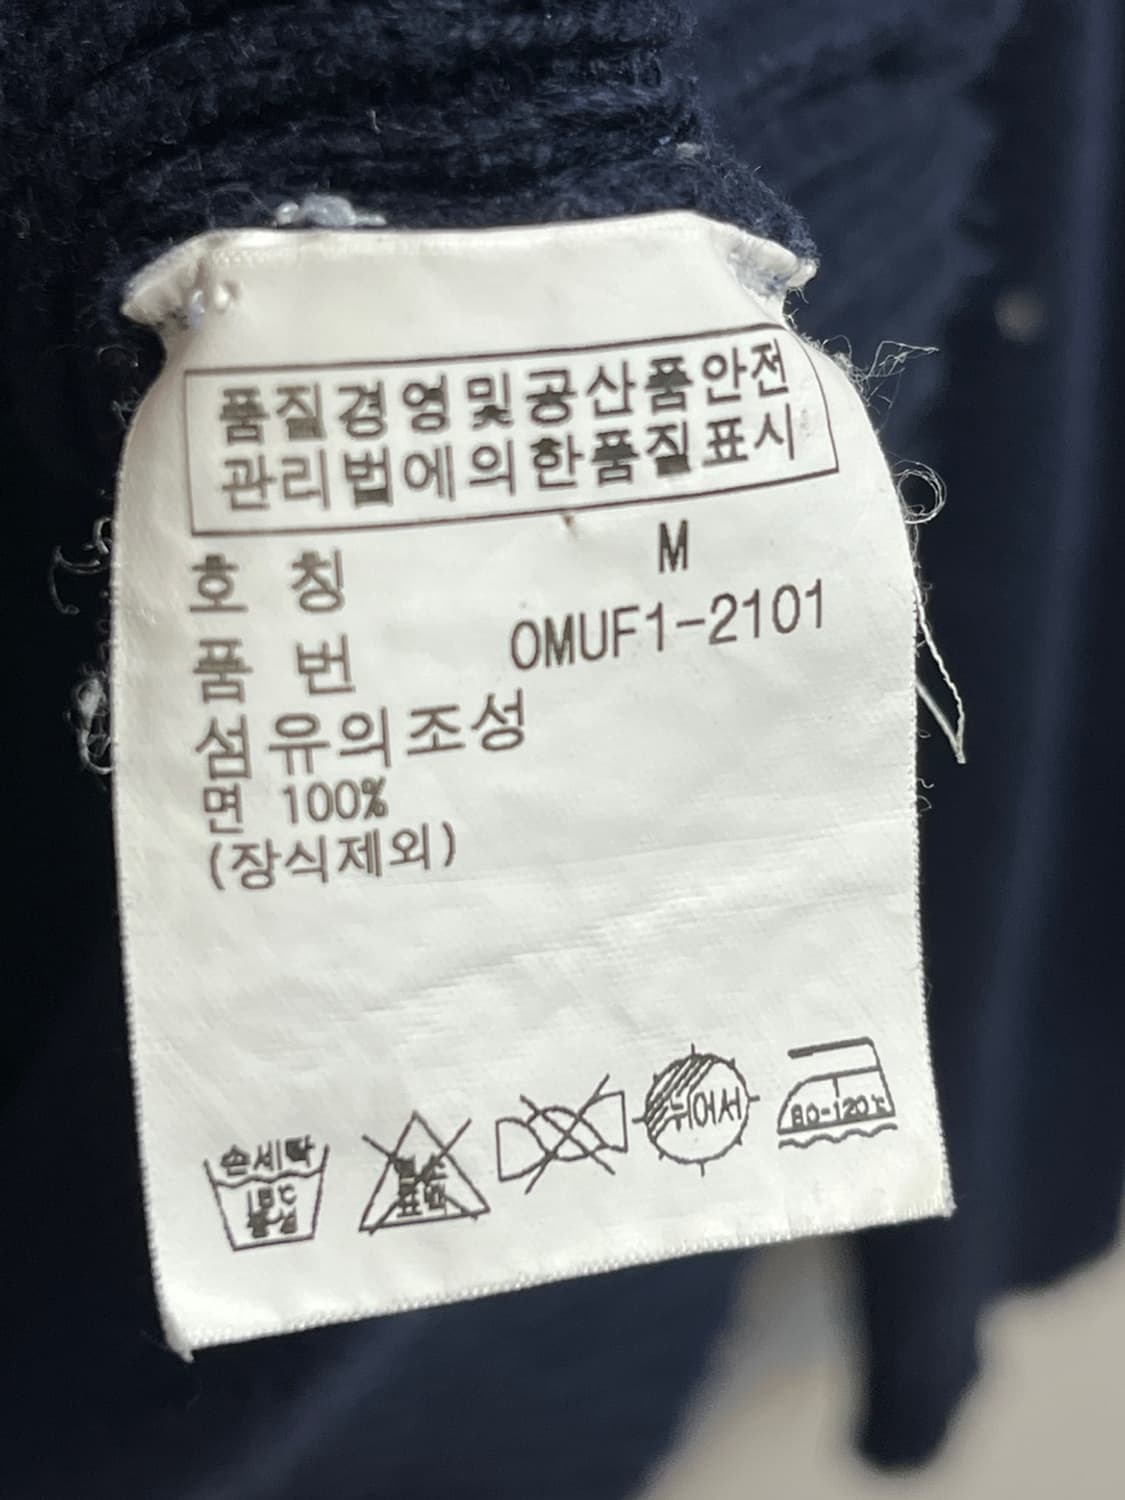 품질경영및공산품안전
관리법에의한품질표시
호 칭 M
품 번 OMUF1-2101
섬유의조성
면 100%
(장식제외)
손세탁
중성
표백
뉘어서
80-120℃